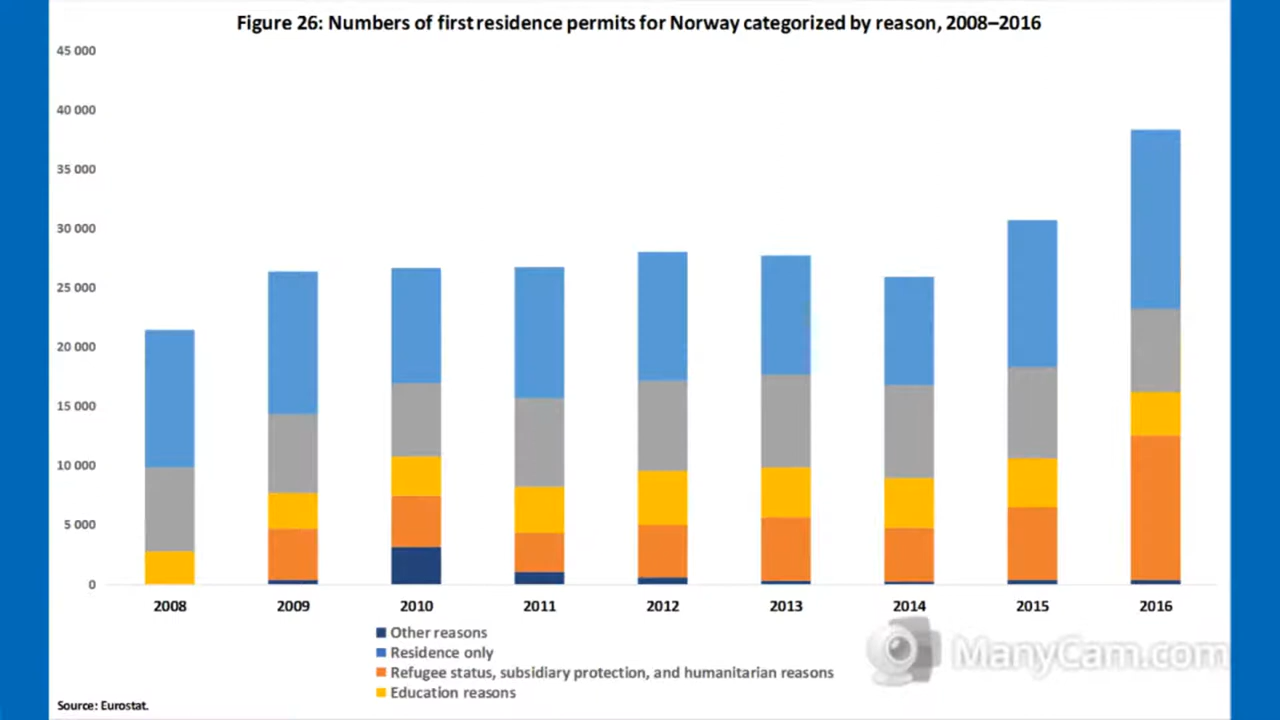 Figure 26: Numbers of first residence permits for Norway categorized by reason, 2008–2016
45 000
40 000
35 000
30 000
25 000
20 000
15 000
10 000
5 000
0
2008 2009 2010 2011 2012 2013 2014 2015 2016
Other reasons
Residence only
Refugee status, subsidiary protection, and humanitarian reasons
Education reasons
Source: Eurostat.
ManyCam.com